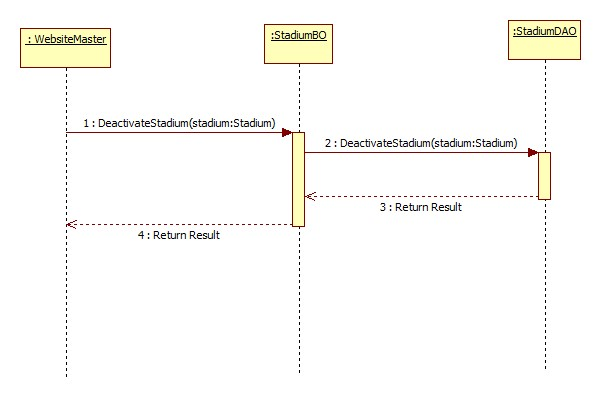 : WebsiteMaster
:StadiumBO
:StadiumDAO
1 : DeactivateStadium(stadium:Stadium)
2 : DeactivateStadium(stadium:Stadium)
3 : Return Result
4 : Return Result